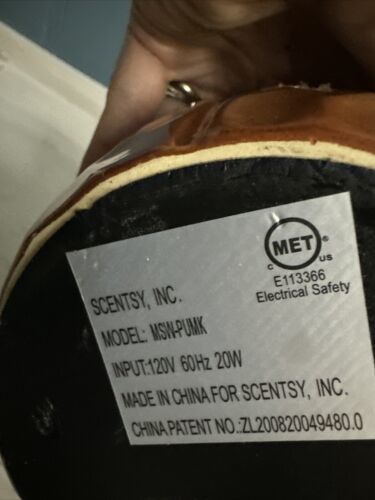 MET®
C US
E113366
Electrical Safety
SCENTSY, INC.
MODEL: MSW-PUMK
INPUT:120V 60Hz 20W
MADE IN CHINA FOR SCENTSY, INC.
CHINA PATENT NO.:ZL200820049480.0